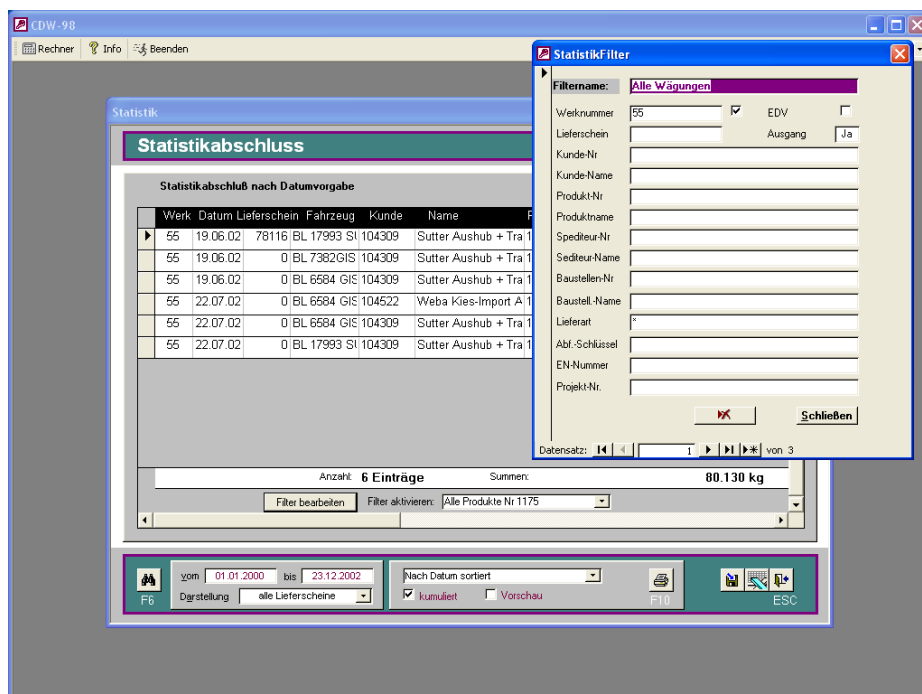 CDW-98
Rechner Info Beenden
StatistikFilter
Filtername: Alle Wägungen
Werknummer 55 EDV
Lieferschein Ausgang Ja
Kunde-Nr
Kunde-Name
Produkt-Nr
Produktname
Spediteur-Nr
Sediteur-Name
Baustellen-Nr
Baustell.-Name
Lieferart *
Abf.-Schlüssel
EN-Nummer
Projekt-Nr.
Schließen
Datensatz: 1 von 3
Statistik
Statistikabschluss
Statistikabschluß nach Datumvorgabe
Werk Datum Lieferschein Fahrzeug Kunde Name
55 19.06.02 78116 BL 17993 SU 104309 Sutter Aushub + Tra 1
55 19.06.02 0 BL 7382GIS 104309 Sutter Aushub + Tra 1
55 19.06.02 0 BL 6584 GIS 104309 Sutter Aushub + Tra 1
55 22.07.02 0 BL 6584 GIS 104522 Weba Kies-Import A 1
55 22.07.02 0 BL 6584 GIS 104309 Sutter Aushub + Tra 1
55 22.07.02 0 BL 17993 SU 104309 Sutter Aushub + Tra 1
Anzahl: 6 Einträge Summen: 80.130 kg
Filter bearbeiten Filter aktivieren: Alle Produkte Nr 1175
vom 01.01.2000 bis 23.12.2002 Nach Datum sortiert
F6 Darstellung alle Lieferscheine kumuliert Vorschau F10 ESC